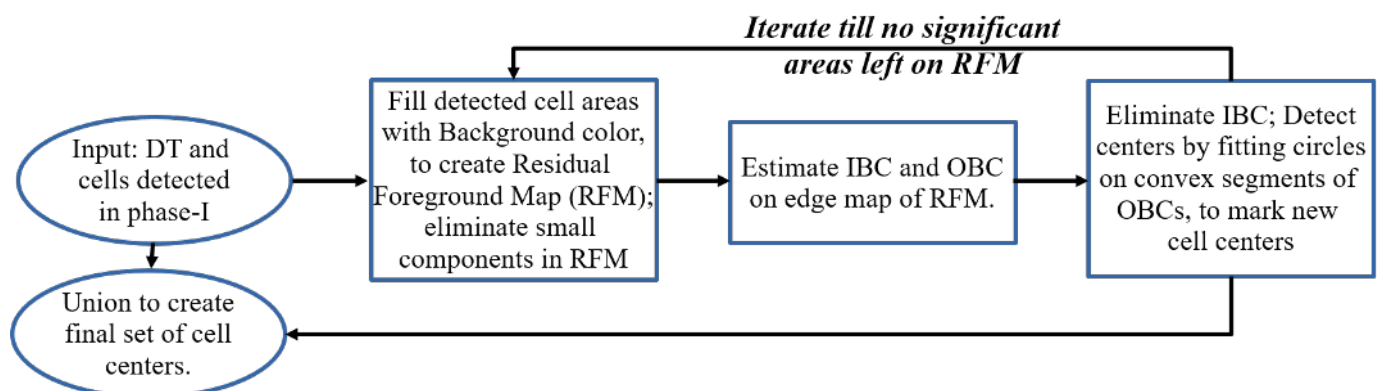 Iterate till no significant
areas left on RFM
Input: DT and
cells detected
in phase-I
Fill detected cell areas
with Background color,
to create Residual
Foreground Map (RFM);
eliminate small
components in RFM
Estimate IBC and OBC
on edge map of RFM.
Eliminate IBC; Detect
centers by fitting circles
on convex segments of
OBCs, to mark new
cell centers
Union to create
final set of cell
centers.